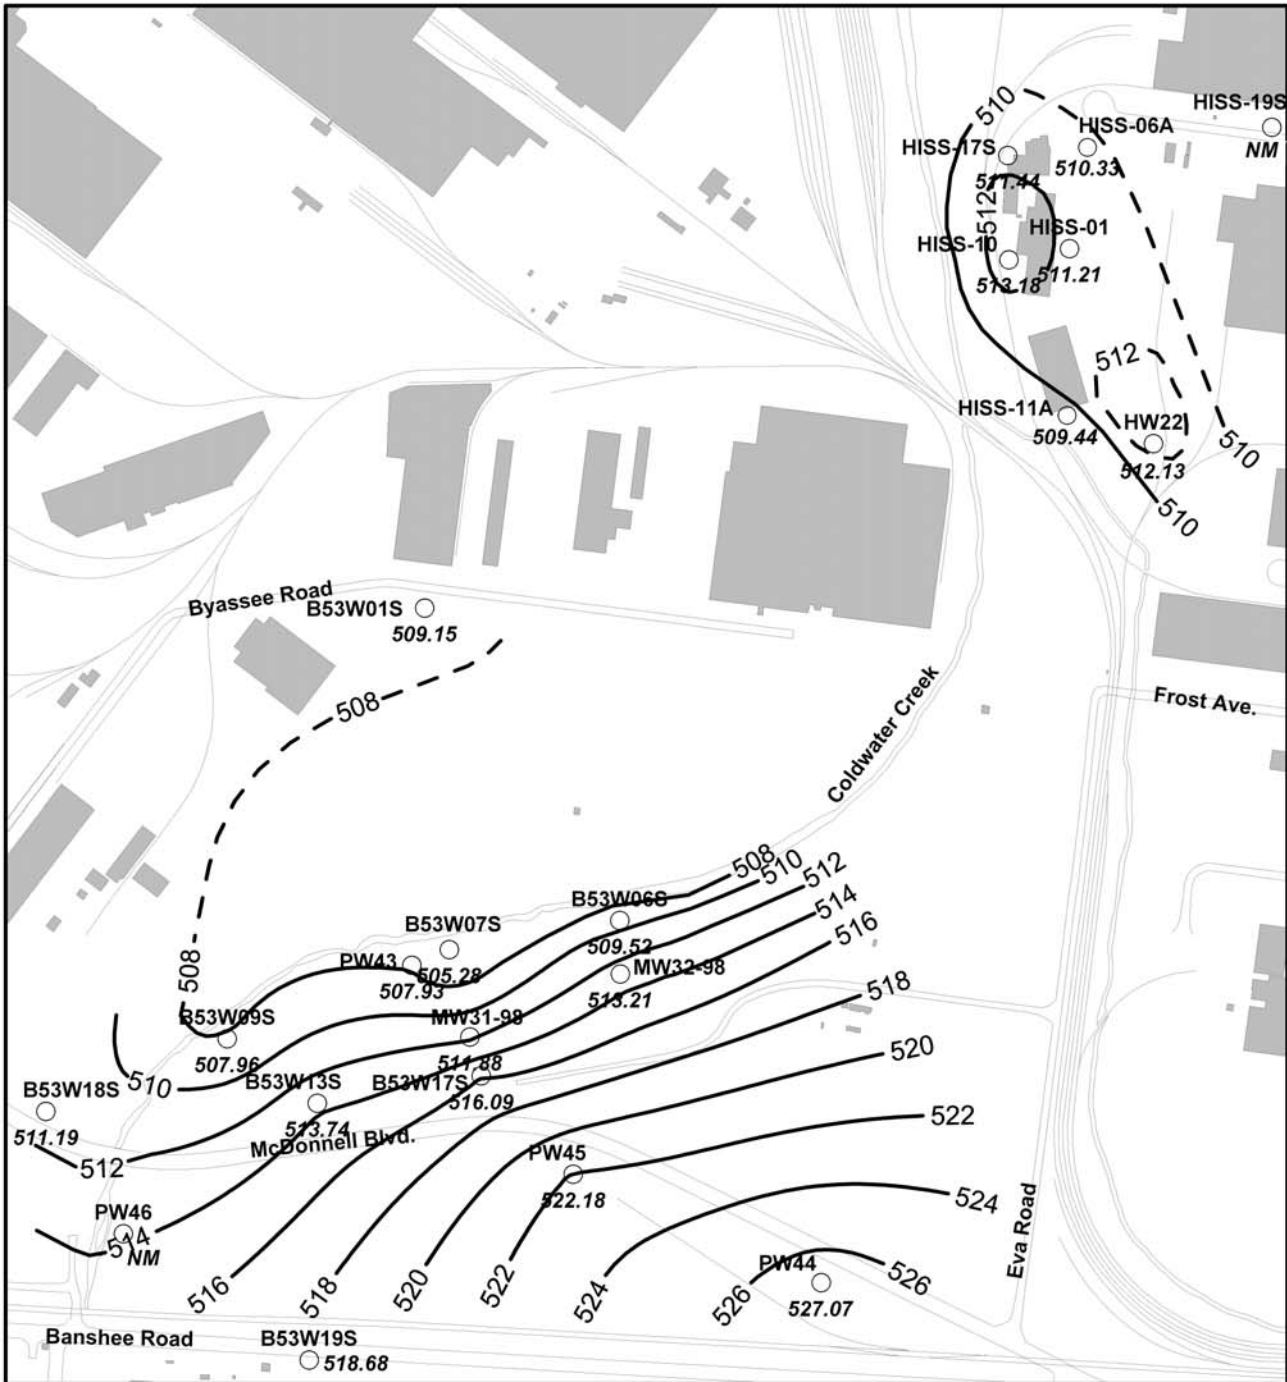 510
HISS-19S
HISS-06A
NM
HISS-17S
510.33
511.44
512
HISS-01
HISS-10
511.21
513.18
512
HISS-11A
509.44
HW22
512.13
510
510
Byassee Road
B53W01S
509.15
508
Coldwater Creek
Frost Ave.
508
510
512
514
516
B53W06S
509.52
B53W07S
505.28
PW43
507.93
MW32-98
513.21
508
518
B53W09S
507.96
MW31-98
511.88
520
510
B53W18S
511.19
B53W13S
513.74
B53W17S
516.09
522
McDonnell Blvd.
512
PW45
522.18
524
PW46
514
NM
Eva Road
PW44
527.07
526
516
518
520
522
524
526
Banshee Road
B53W19S
518.68